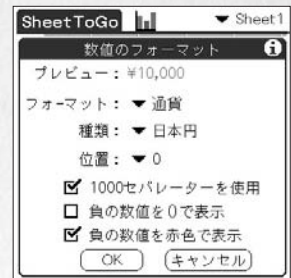 SheetToGo ▼ Sheet1
数値のフォーマット
プレビュー：¥10,000
フォーマット：▼ 通貨
種類：▼ 日本円
位置：▼ 0
1000セパレーターを使用
負の数値を0で表示
負の数値を赤色で表示
OK キャンセル